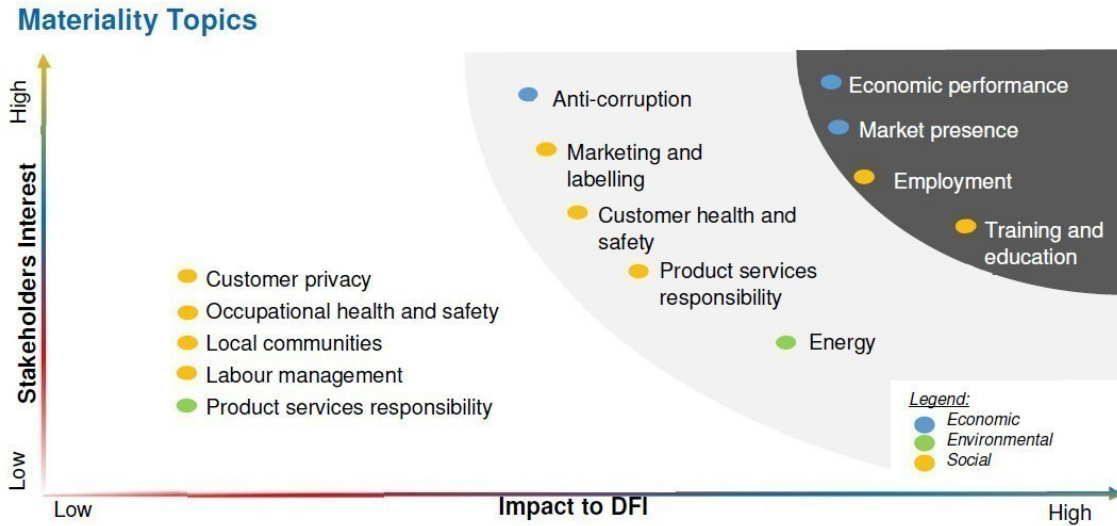 Materiality Topics
High
Stakeholders Interest
Low
Anti-corruption
Marketing and
labelling
Customer health and
safety
Product services
responsibility
Energy
Economic performance
Market presence
Employment
Training and
education
Customer privacy
Occupational health and safety
Local communities
Labour management
Product services responsibility
Legend:
Economic
Environmental
Social
Low
Impact to DFI
High